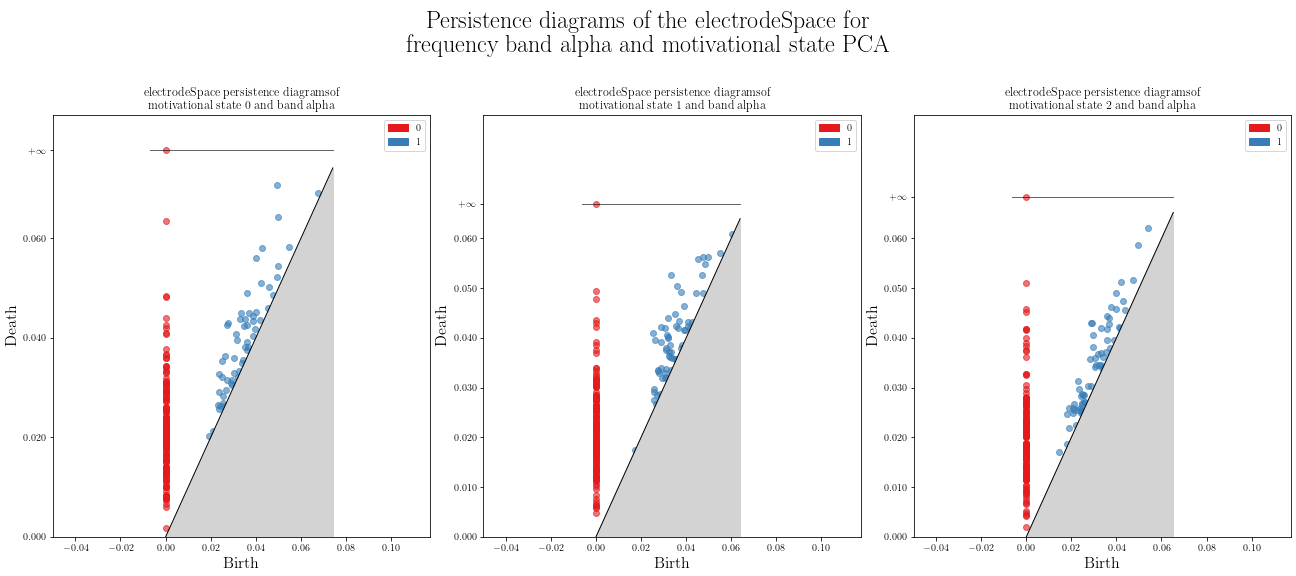 Persistence diagrams of the electrodeSpace for
frequency band alpha and motivational state PCA
electrodeSpace persistence diagramsof
motivational state 0 and band alpha
0
1
+∞
0.060
0.040
0.020
0.000
Death
−0.04 −0.02 0.00 0.02 0.04 0.06 0.08 0.10
Birth
electrodeSpace persistence diagramsof
motivational state 1 and band alpha
0
1
+∞
0.060
0.050
0.040
0.030
0.020
0.010
0.000
Death
−0.04 −0.02 0.00 0.02 0.04 0.06 0.08 0.10
Birth
electrodeSpace persistence diagramsof
motivational state 2 and band alpha
0
1
+∞
0.060
0.050
0.040
0.030
0.020
0.010
0.000
Death
−0.04 −0.02 0.00 0.02 0.04 0.06 0.08 0.10
Birth